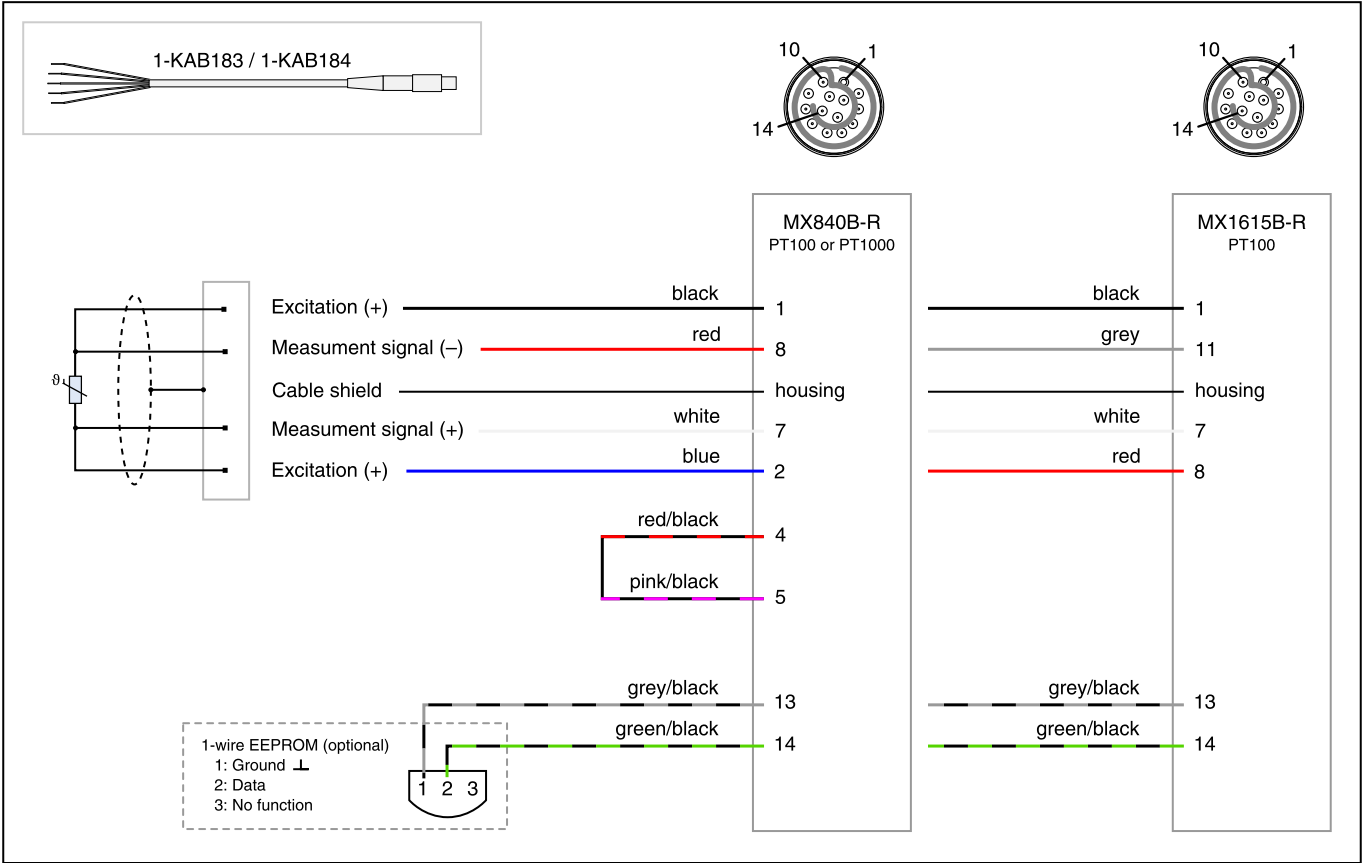 1-KAB183 / 1-KAB184
10 1
14
10 1
14
MX840B-R
PT100 or PT1000
MX1615B-R
PT100
Excitation (+) black 1 black 1
Measument signal (–) red 8 grey 11
ϑ
Cable shield housing housing
Measument signal (+) white 7 white 7
Excitation (+) blue 2 red 8
red/black 4
pink/black 5
grey/black 13 grey/black 13
green/black 14 green/black 14
1-wire EEPROM (optional)
1: Ground ⊥
2: Data
3: No function
1 2 3